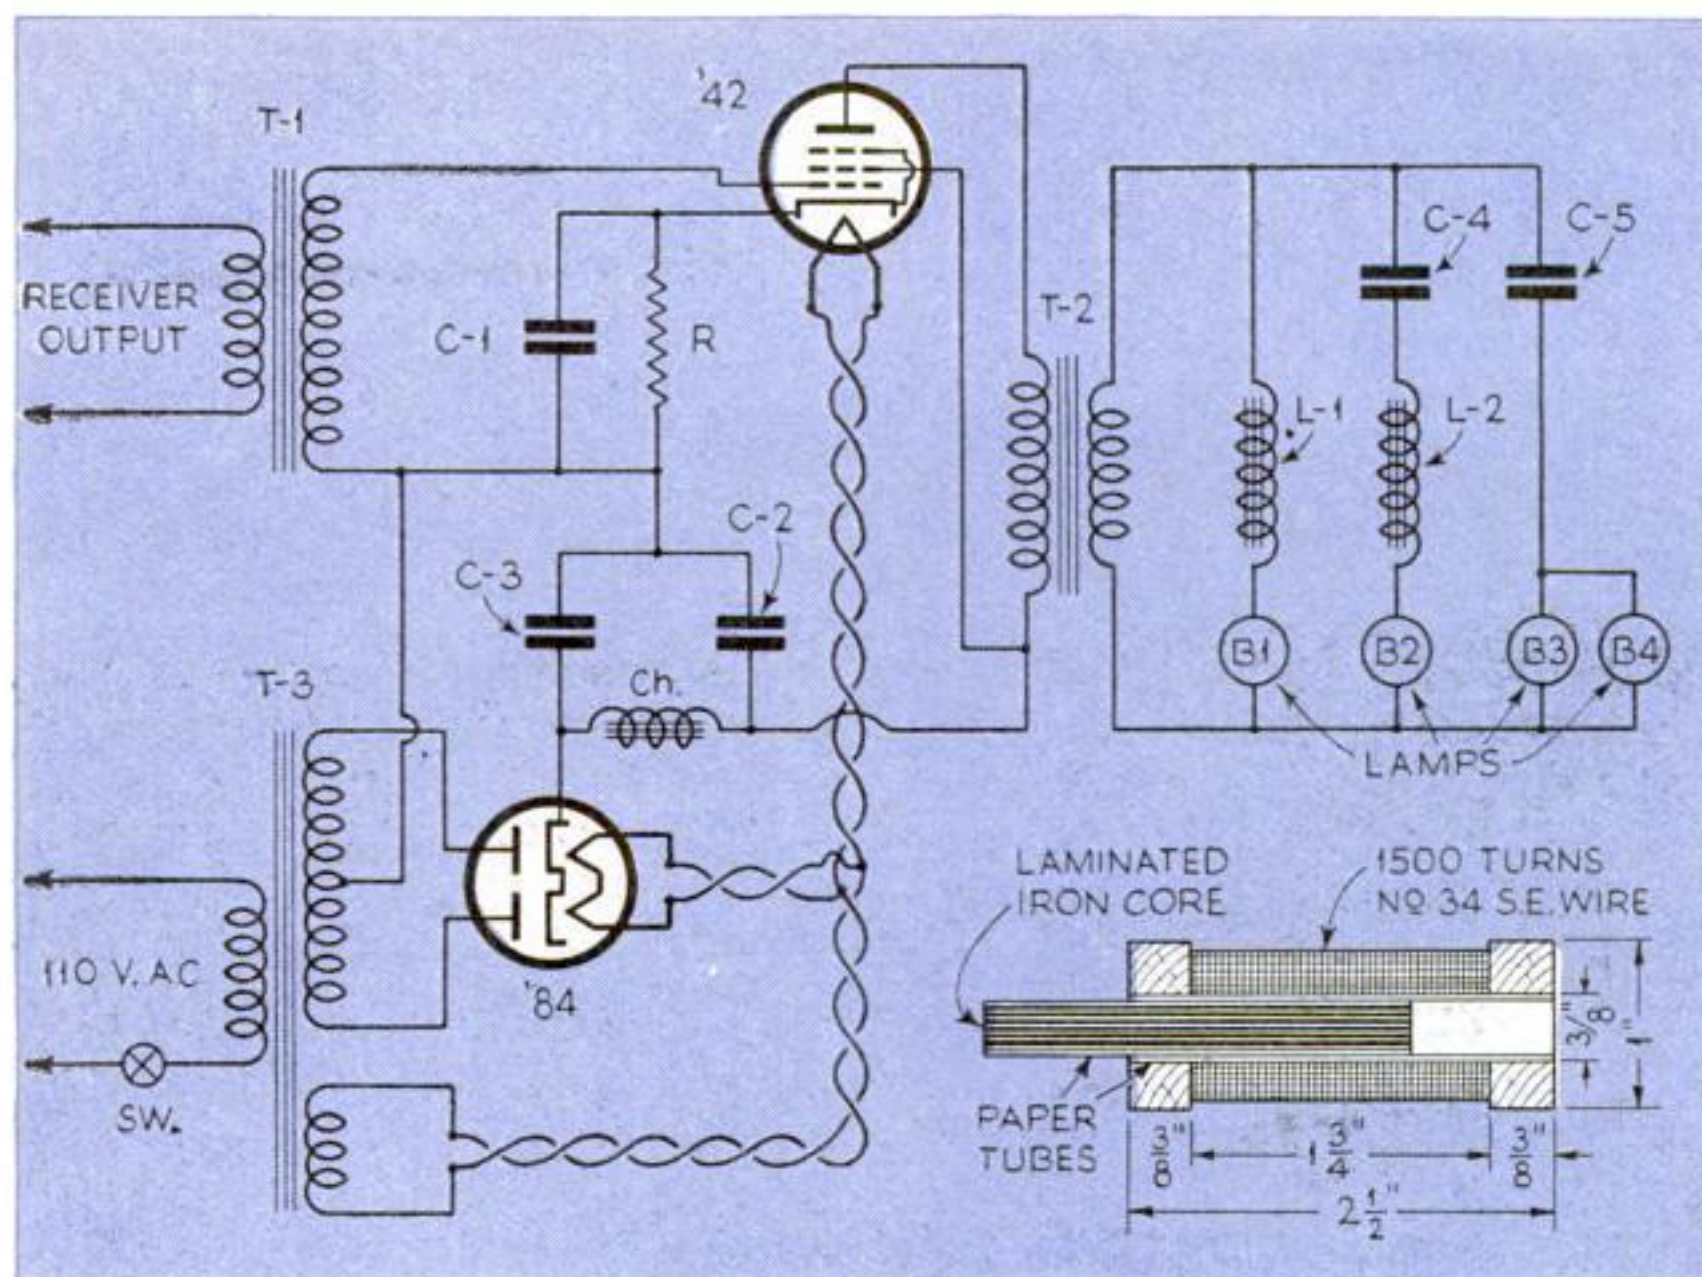 T-1
'42
RECEIVER
OUTPUT
C-1
R
T-2
C-4
C-5
L-1
L-2
C-2
C-3
Ch.
T-3
B1
B2
B3
B4
LAMPS
110 V. AC
SW.
'84
LAMINATED
IRON CORE
1500 TURNS
Nº 34 S.E. WIRE
PAPER
TUBES
3/8"
1"
3/8"
1 3/4"
3/8"
2 1/2"